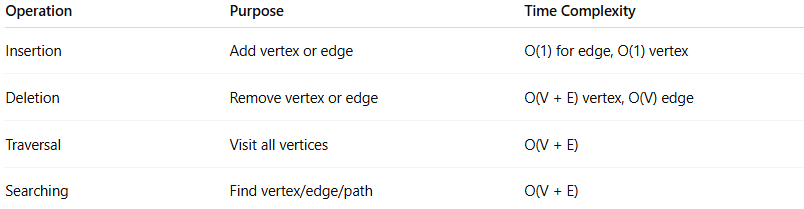 Operation Purpose Time Complexity
Insertion Add vertex or edge O(1) for edge, O(1) vertex
Deletion Remove vertex or edge O(V + E) vertex, O(V) edge
Traversal Visit all vertices O(V + E)
Searching Find vertex/edge/path O(V + E)